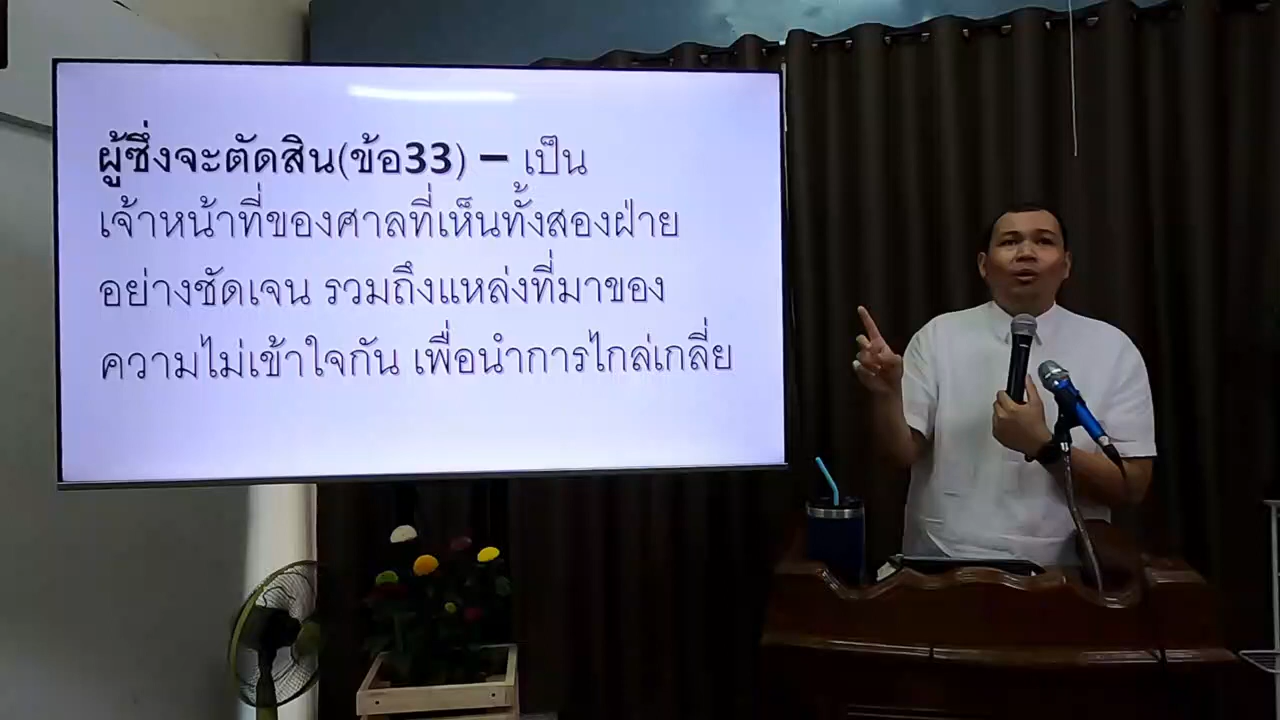 ผู้ซึ่งจะตัดสิน(ข้อ33) – เป็น
เจ้าหน้าที่ของศาลที่เห็นทั้งสองฝ่าย
อย่างชัดเจน รวมถึงแหล่งที่มาของ
ความไม่เข้าใจกัน เพื่อนำการไกล่เกลี่ย